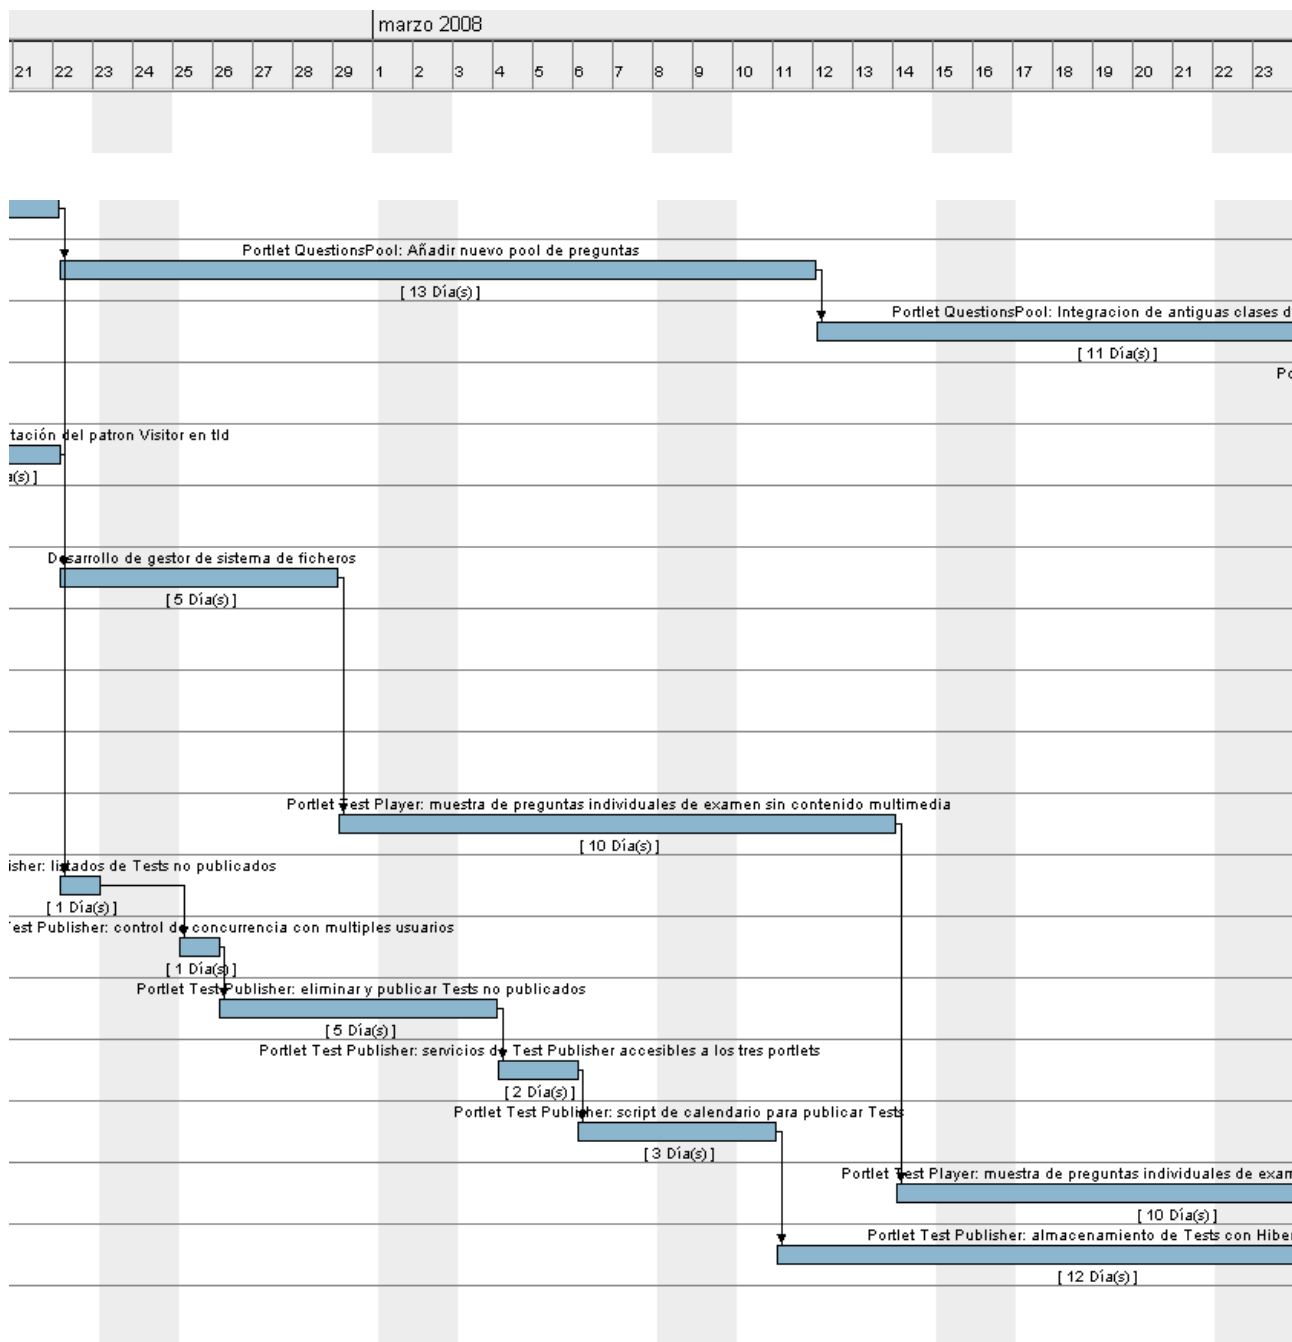 marzo 2008
21 22 23 24 25 26 27 28 29 1 2 3 4 5 6 7 8 9 10 11 12 13 14 15 16 17 18 19 20 21 22 23
Portlet QuestionsPool: Añadir nuevo pool de preguntas
[ 13 Día(s) ]
Portlet QuestionsPool: Integracion de antiguas clases d
[ 11 Día(s) ]
Po
tación del patron Visitor en tld
a(s) ]
Desarrollo de gestor de sistema de ficheros
[ 5 Día(s) ]
Portlet Test Player: muestra de preguntas individuales de examen sin contenido multimedia
[ 10 Día(s) ]
isher: listados de Tests no publicados
[ 1 Día(s) ]
Test Publisher: control de concurrencia con multiples usuarios
[ 1 Día(s) ]
Portlet Test Publisher: eliminar y publicar Tests no publicados
[ 5 Día(s) ]
Portlet Test Publisher: servicios de Test Publisher accesibles a los tres portlets
[ 2 Día(s) ]
Portlet Test Publisher: script de calendario para publicar Tests
[ 3 Día(s) ]
Portlet Test Player: muestra de preguntas individuales de exam
[ 10 Día(s) ]
Portlet Test Publisher: almacenamiento de Tests con Hiber
[ 12 Día(s) ]